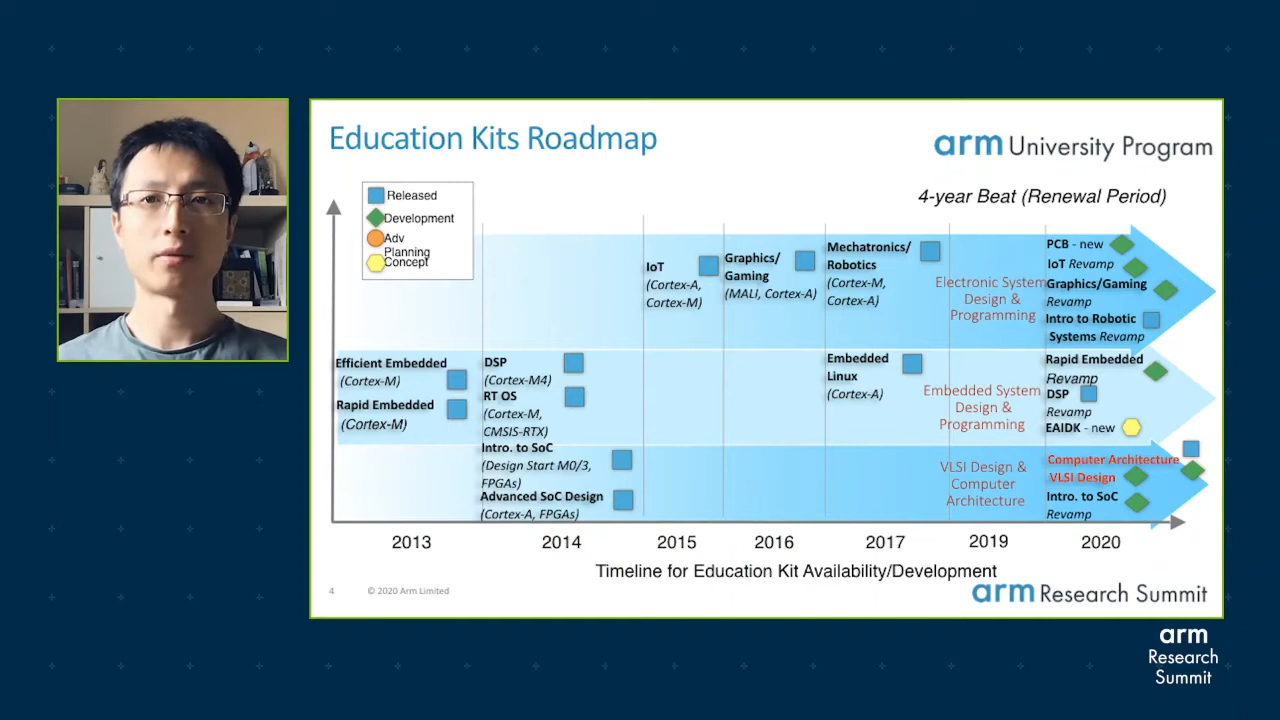 Education Kits Roadmap
arm University Program
4-year Beat (Renewal Period)
Released
Development
Adv
Planning
Concept
IoT
(Cortex-A,
Cortex-M)
Graphics/
Gaming
(MALI, Cortex-A)
Mechatronics/
Robotics
(Cortex-M,
Cortex-A)
Electronic System
Design &
Programming
PCB - new
IoT Revamp
Graphics/Gaming
Revamp
Intro to Robotic
Systems Revamp
Efficient Embedded
(Cortex-M)
Rapid Embedded
(Cortex-M)
DSP
(Cortex-M4)
RT OS
(Cortex-M,
CMSIS-RTX)
Embedded
Linux
(Cortex-A)
Embedded System
Design &
Programming
Rapid Embedded
Revamp
DSP
Revamp
EAIDK - new
Intro. to SoC
(Design Start M0/3,
FPGAs)
Advanced SoC Design
(Cortex-A, FPGAs)
VLSI Design &
Computer
Architecture
Computer Architecture
VLSI Design
Intro. to SoC
Revamp
2013
2014
2015
2016
2017
2019
2020
Timeline for Education Kit Availability/Development
4
© 2020 Arm Limited
arm Research Summit
arm
Research
Summit